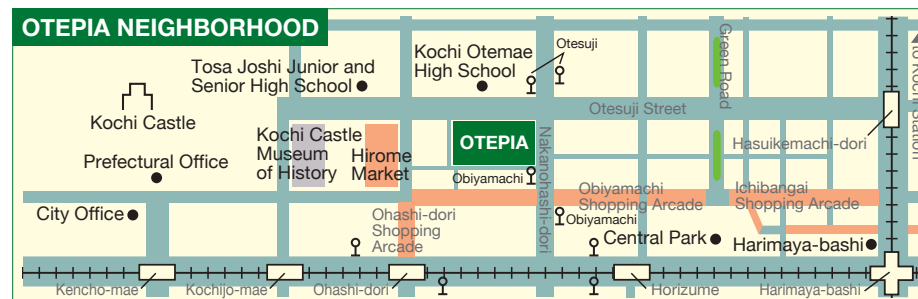 OTEPIA NEIGHBORHOOD
Kochi Otemae
High School
Otesuji
Green Road
To Kochi Station
Tosa Joshi Junior and
Senior High School
Kochi Castle
Otesuji Street
Hasuikemachi-dori
Kochi Castle
Museum
of History
Hirome
Market
OTEPIA
Nakanohashi-dori
Prefectural Office
Obiyamachi
City Office
Ohashi-dori
Shopping
Arcade
Obiyamachi
Shopping Arcade
Ichibangai
Shopping Arcade
Obiyamachi
Central Park
Harimaya-bashi
Kencho-mae
Kochijo-mae
Ohashi-dori
Horizume
Harimaya-bashi